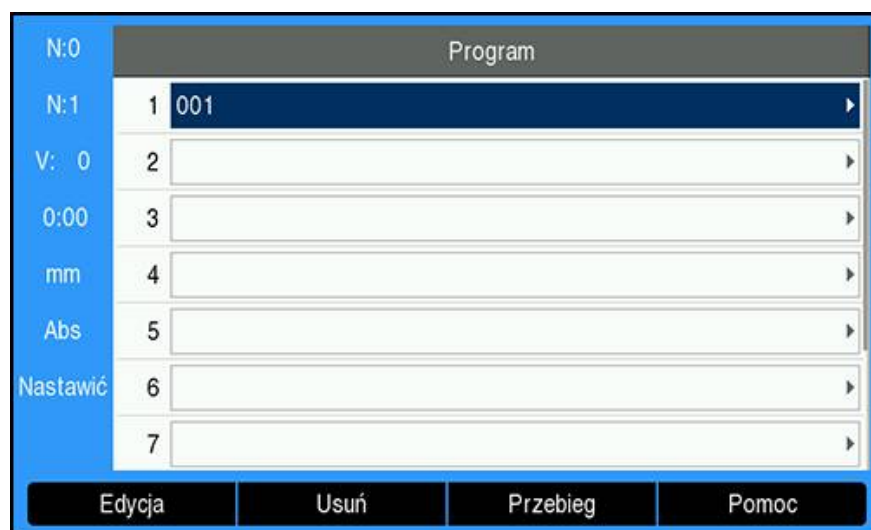 N:0
Program
N:1
1 001
V: 0
2
0:00
3
mm
4
Abs
5
Nastawić
6
7
Edycja
Usuń
Przebieg
Pomoc